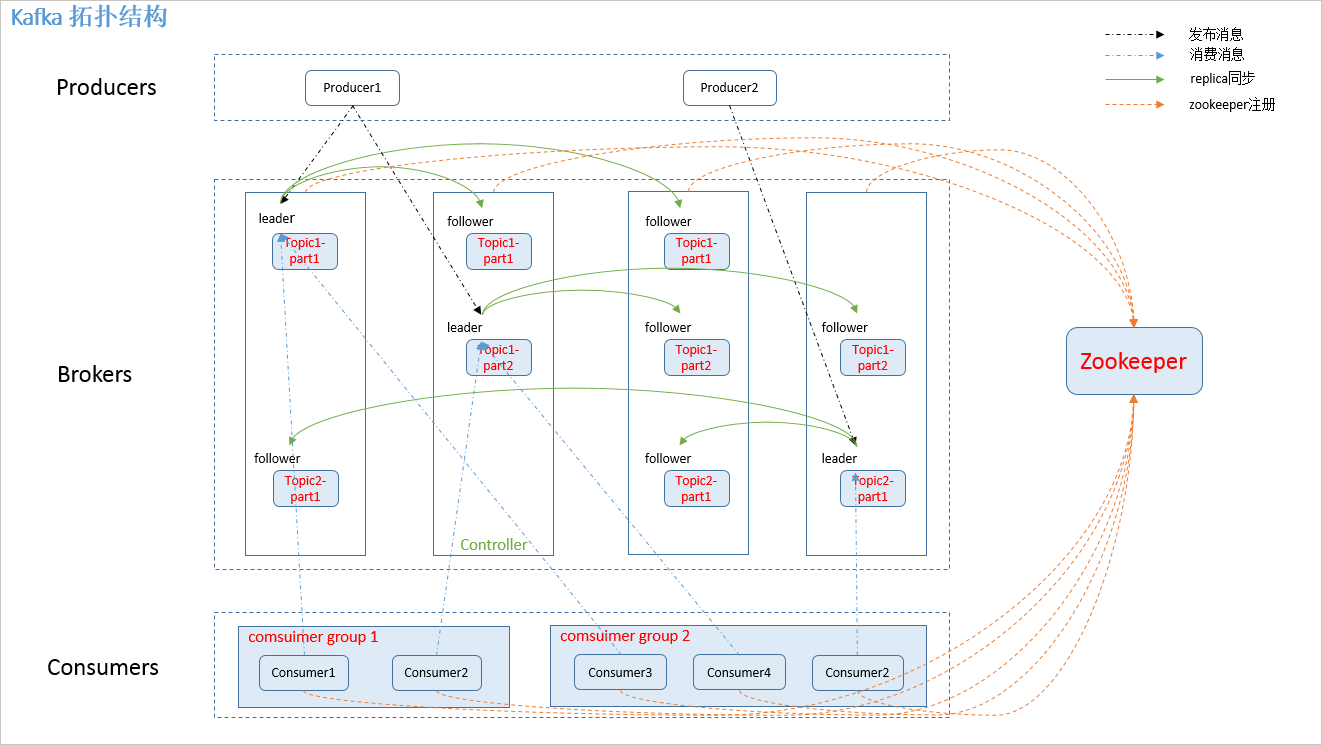 Kafka 拓扑结构
发布消息
消费消息
replica同步
zookeeper注册
Producers
Producer1
Producer2
Brokers
leader
Topic1-
part1
follower
Topic1-
part1
follower
Topic1-
part1
leader
Topic1-
part2
follower
Topic1-
part2
follower
Topic1-
part2
follower
Topic2-
part1
follower
Topic2-
part1
leader
Topic2-
part1
Controller
Zookeeper
Consumers
comsuimer group 1
Consumer1
Consumer2
comsuimer group 2
Consumer3
Consumer4
Consumer2